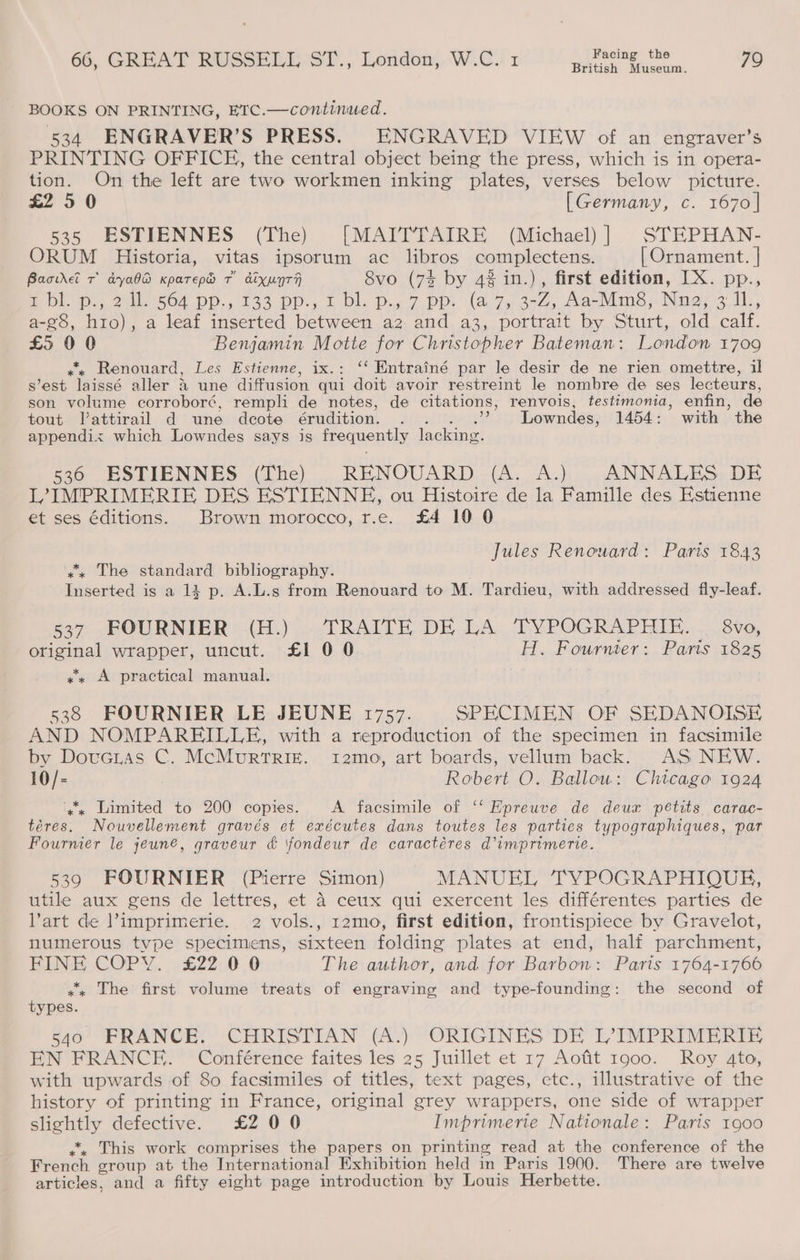 66, GREAT RUSSELL ST., London, W.C. 1 Facing the British Museum. 79
BOOKS ON PRINTING, ETC.—continued.
534 ENGRAVER'S PRESS. ENGRAVED VIEW of an engraver's
PRINTING OFFICE, the central object being the press, which is in opera-
tion. On the left are two workmen inking plates, verses below picture.
£2 5 0 [Germany, c. 1670]
535 ESTIENNES (The) [MAITTAIRE (Michael)] STEPHAN-
ORUM Historia, vitas ipsorum ac libros complectens. [Ornament.]
βασιλεῖ τ' ἀγαθῶ κρατερῶ τ' αἰχμητῆ 8vo (7¾ by 4¾ in.), first edition, IX. pp.,
1 bl. p., 2 ll. 564 pp., 133 pp., 1 bl. p., 7 pp. (a 7, 3-Z, Aa-Mm8, Nn2, 3 ll.,
a-g8, h10), a leaf inserted between a2 and a3, portrait by Sturt, old calf.
£5 0 0 Benjamin Motte for Christopher Bateman: London 1709
*** Renouard, Les Estienne, ix.: “ Entrainé par le desir de ne rien omettre, il
s'est laissé aller à une diffusion qui doit avoir restreint le nombre de ses lecteurs,
son volume corroboré, rempli de notes, de citations, renvois, testimonia, enfin, de
tout l'attirail d une dcote érudition. . . . .” Lowndes, 1454: with the
appendix which Lowndes says is frequently lacking.
536 ESTIENNES (The) RENOUARD (A. A.) ANNALES DE
L'IMPRIMERIE DES ESTIENNE, ou Histoire de la Famille des Estienne
et ses éditions. Brown morocco, r.e. £4 10 0
Jules Renouard: Paris 1843
*** The standard bibliography.
Inserted is a 1½ p. A.L.s from Renouard to M. Tardieu, with addressed fly-leaf.
537 FOURNIER (H.) TRAITE DE LA TYPOGRAPHIE. 8vo,
original wrapper, uncut. £1 0 0 H. Fournier: Paris 1825
*** A practical manual.
538 FOURNIER LE JEUNE 1757. SPECIMEN OF SEDANOISE
AND NOMPAREILLE, with a reproduction of the specimen in facsimile
by DOUGLAS C. MCMURTRIE. 12mo, art boards, vellum back. AS NEW.
10/- Robert O. Ballou: Chicago 1924
*** Limited to 200 copies. A facsimile of “ Epreuve de deux petits carac-
tères, Nouvellement gravés et exécutes dans toutes les parties typographiques, par
Fournier le jeune, graveur & fondeur de caractères d'imprimerie.
539 FOURNIER (Pierre Simon) MANUEL TYPOGRAPHIQUE,
utile aux gens de lettres, et à ceux qui exercent les différentes parties de
l'art de l'imprimerie. 2 vols., 12mo, first edition, frontispiece by Gravelot,
numerous type specimens, sixteen folding plates at end, half parchment,
FINE COPY. £22 0 0 The author, and for Barbon: Paris 1764-1766
*** The first volume treats of engraving and type-founding: the second of
types.
540 FRANCE. CHRISTIAN (A.) ORIGINES DE L'IMPRIMERIE
EN FRANCE. Conférence faites les 25 Juillet et 17 Août 1900. Roy 4to,
with upwards of 80 facsimiles of titles, text pages, etc., illustrative of the
history of printing in France, original grey wrappers, one side of wrapper
slightly defective. £2 0 0 Imprimerie Nationale: Paris 1900
*** This work comprises the papers on printing read at the conference of the
French group at the International Exhibition held in Paris 1900. There are twelve
articles, and a fifty eight page introduction by Louis Herbette.